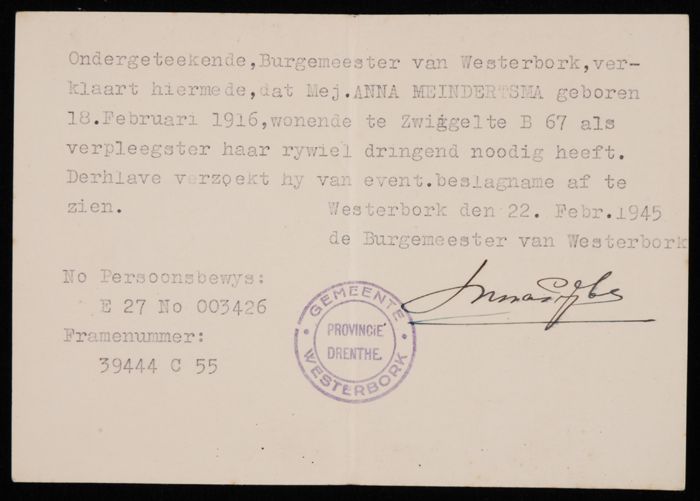 Ondergeteekende,Burgemeester van Westerbork,ver-
klaart hiermede,dat Mej.ANNA MEINDERTSMA geboren
18.Februari 1916,wonende te Zwiggelte B 67 als
verpleegster haar rywiel dringend noodig heeft.
Derhlave verzoekt hy van event.beslagname af te
zien.
Westerbork den 22. Febr.1945
de Burgemeester van Westerbork
No Persoonsbewys:
E 27 No 003426
Framenummer:
39444 C 55
GEMEENTE
PROVINCIE
DRENTHE.
WESTERBORK